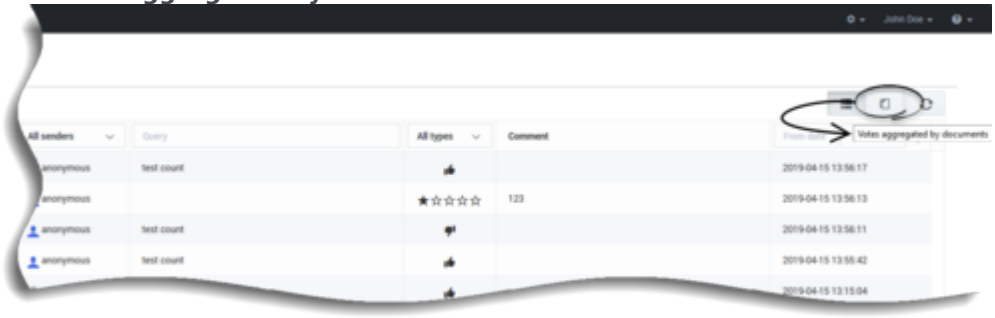 John Doe
Votes aggregated by documents
All senders Query All types Comment From date
anonymous test count 2019-04-15 13:56:17
anonymous 123 2019-04-15 13:56:13
anonymous test count 2019-04-15 13:56:11
anonymous test count 2019-04-15 13:55:42
2019-04-15 13:15:04